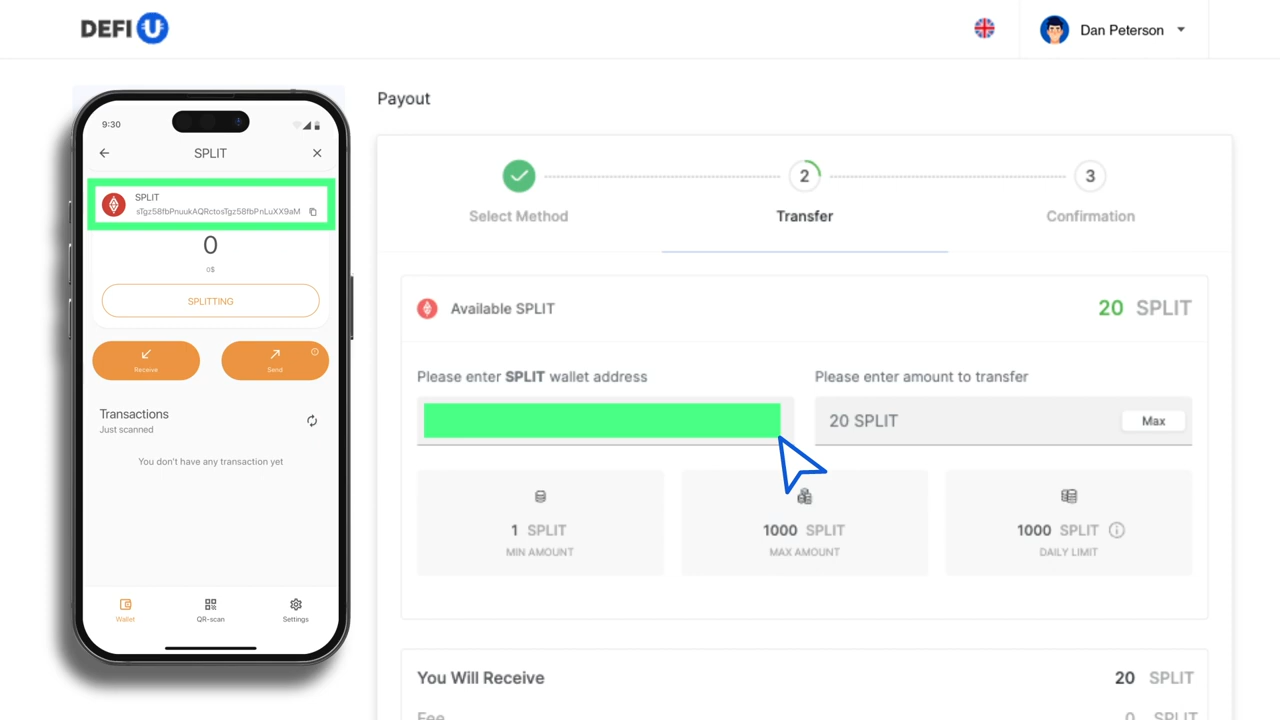 DEFI U
Dan Peterson
9:30
SPLIT
SPLIT
sTgz58fbPnuukAQRctosTgz58fbPnLuXX9aM
0
0$
SPLITTING
Receive
Send
Transactions
Just scanned
You don't have any transaction yet
Wallet
QR-scan
Settings
Payout
2
3
Select Method
Transfer
Confirmation
Available SPLIT
20 SPLIT
Please enter SPLIT wallet address
Please enter amount to transfer
20 SPLIT
Max
1 SPLIT
MIN AMOUNT
1000 SPLIT
MAX AMOUNT
1000 SPLIT
DAILY LIMIT
You Will Receive
20 SPLIT
Fee
0 SPLIT